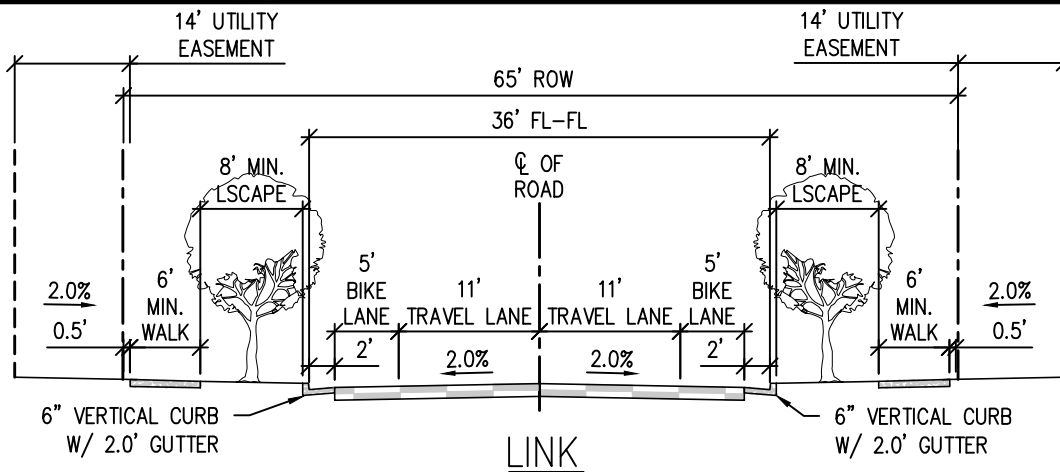 14' UTILITY
EASEMENT
14' UTILITY
EASEMENT
65' ROW
36' FL-FL
8' MIN.
LSCAPE
℄ OF
ROAD
8' MIN.
LSCAPE
2.0%
0.5'
6'
MIN.
WALK
5'
BIKE
LANE
2'
11'
TRAVEL LANE
2.0%
11'
TRAVEL LANE
2.0%
5'
BIKE
LANE
2'
6'
MIN.
WALK
2.0%
0.5'
6" VERTICAL CURB
W/ 2.0' GUTTER
6" VERTICAL CURB
W/ 2.0' GUTTER
LINK